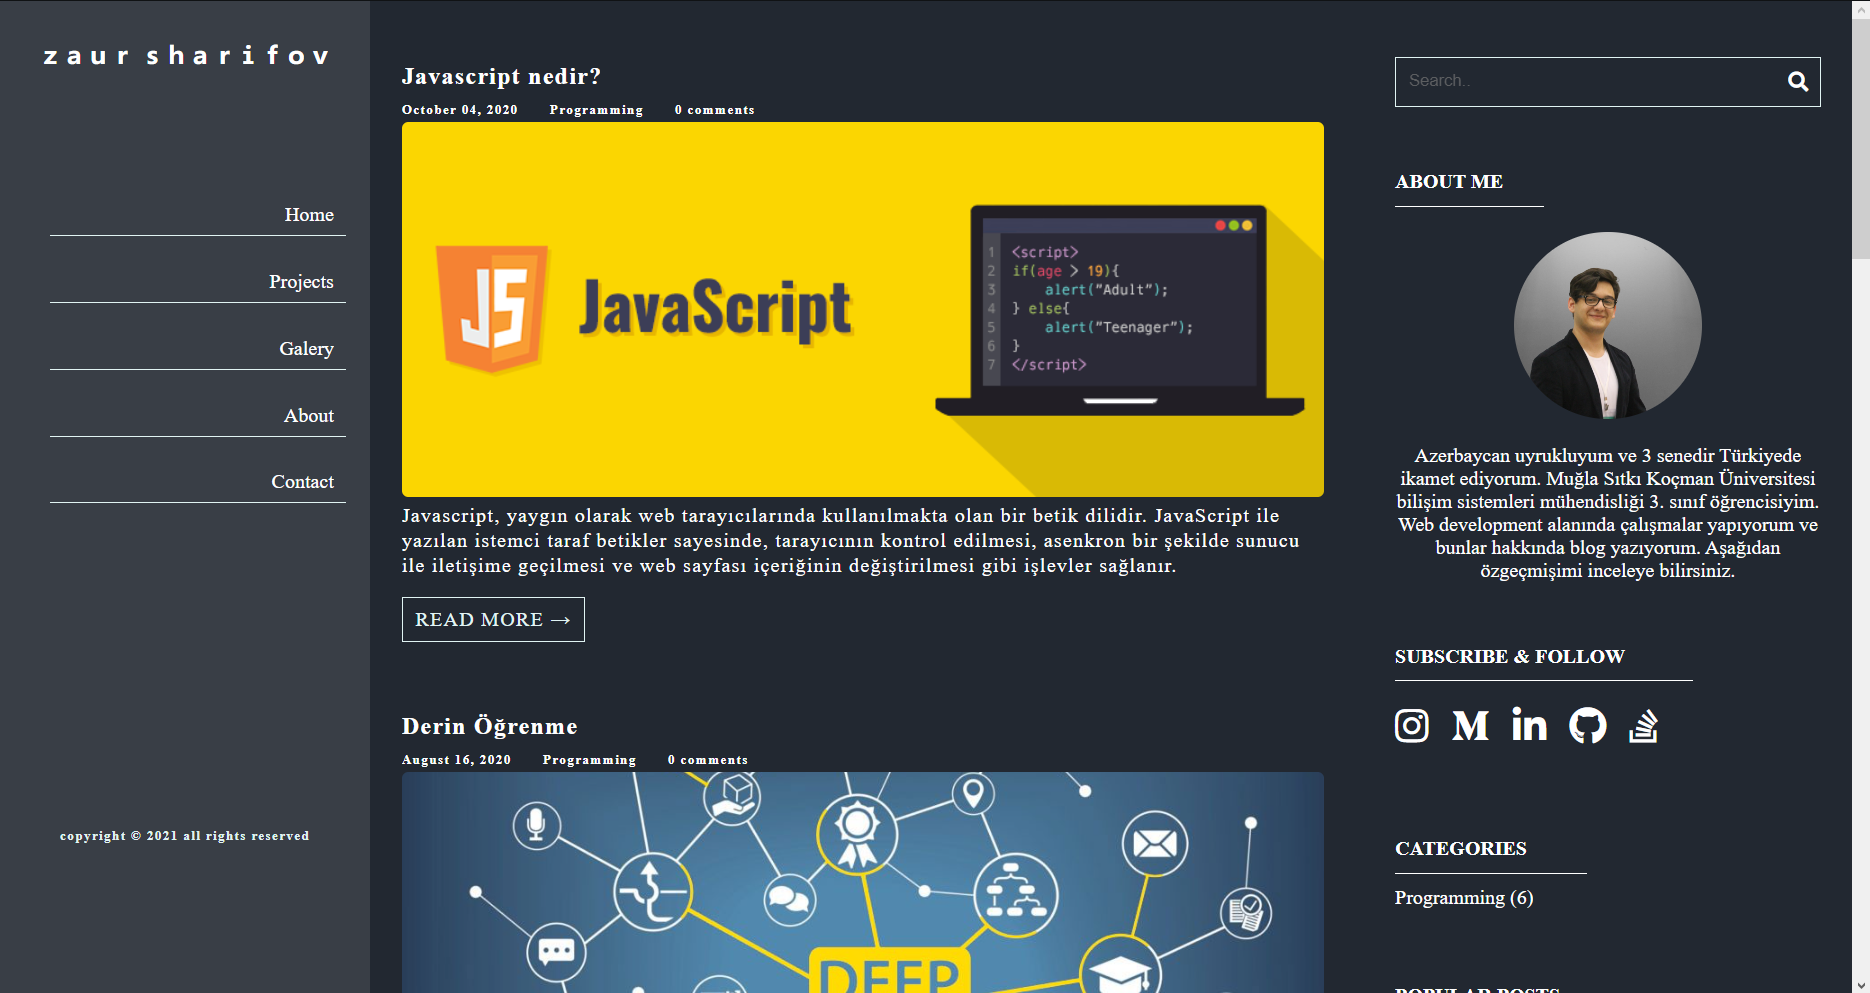 zaur sharifov
Home
Projects
Galery
About
Contact
copyright © 2021 all rights reserved
Javascript nedir?
October 04, 2020 Programming 0 comments
JS JavaScript
1 <script>
2 if(age > 19){
3 alert("Adult");
4 } else{
5 alert("Teenager");
6 }
7 </script>
Javascript, yaygın olarak web tarayıcılarında kullanılmakta olan bir betik dilidir. JavaScript ile
yazılan istemci taraf betikler sayesinde, tarayıcının kontrol edilmesi, asenkron bir şekilde sunucu
ile iletişime geçilmesi ve web sayfası içeriğinin değiştirilmesi gibi işlevler sağlanır.
READ MORE →
Derin Öğrenme
August 16, 2020 Programming 0 comments
DEEP
Search..
ABOUT ME
Azerbaycan uyrukluyum ve 3 senedir Türkiyede
ikamet ediyorum. Muğla Sıtkı Koçman Üniversitesi
bilişim sistemleri mühendisliği 3. sınıf öğrencisiyim.
Web development alanında çalışmalar yapıyorum ve
bunlar hakkında blog yazıyorum. Aşağıdan
özgeçmişimi inceleye bilirsiniz.
SUBSCRIBE & FOLLOW
M in
CATEGORIES
Programming (6)
POPULAR POSTS